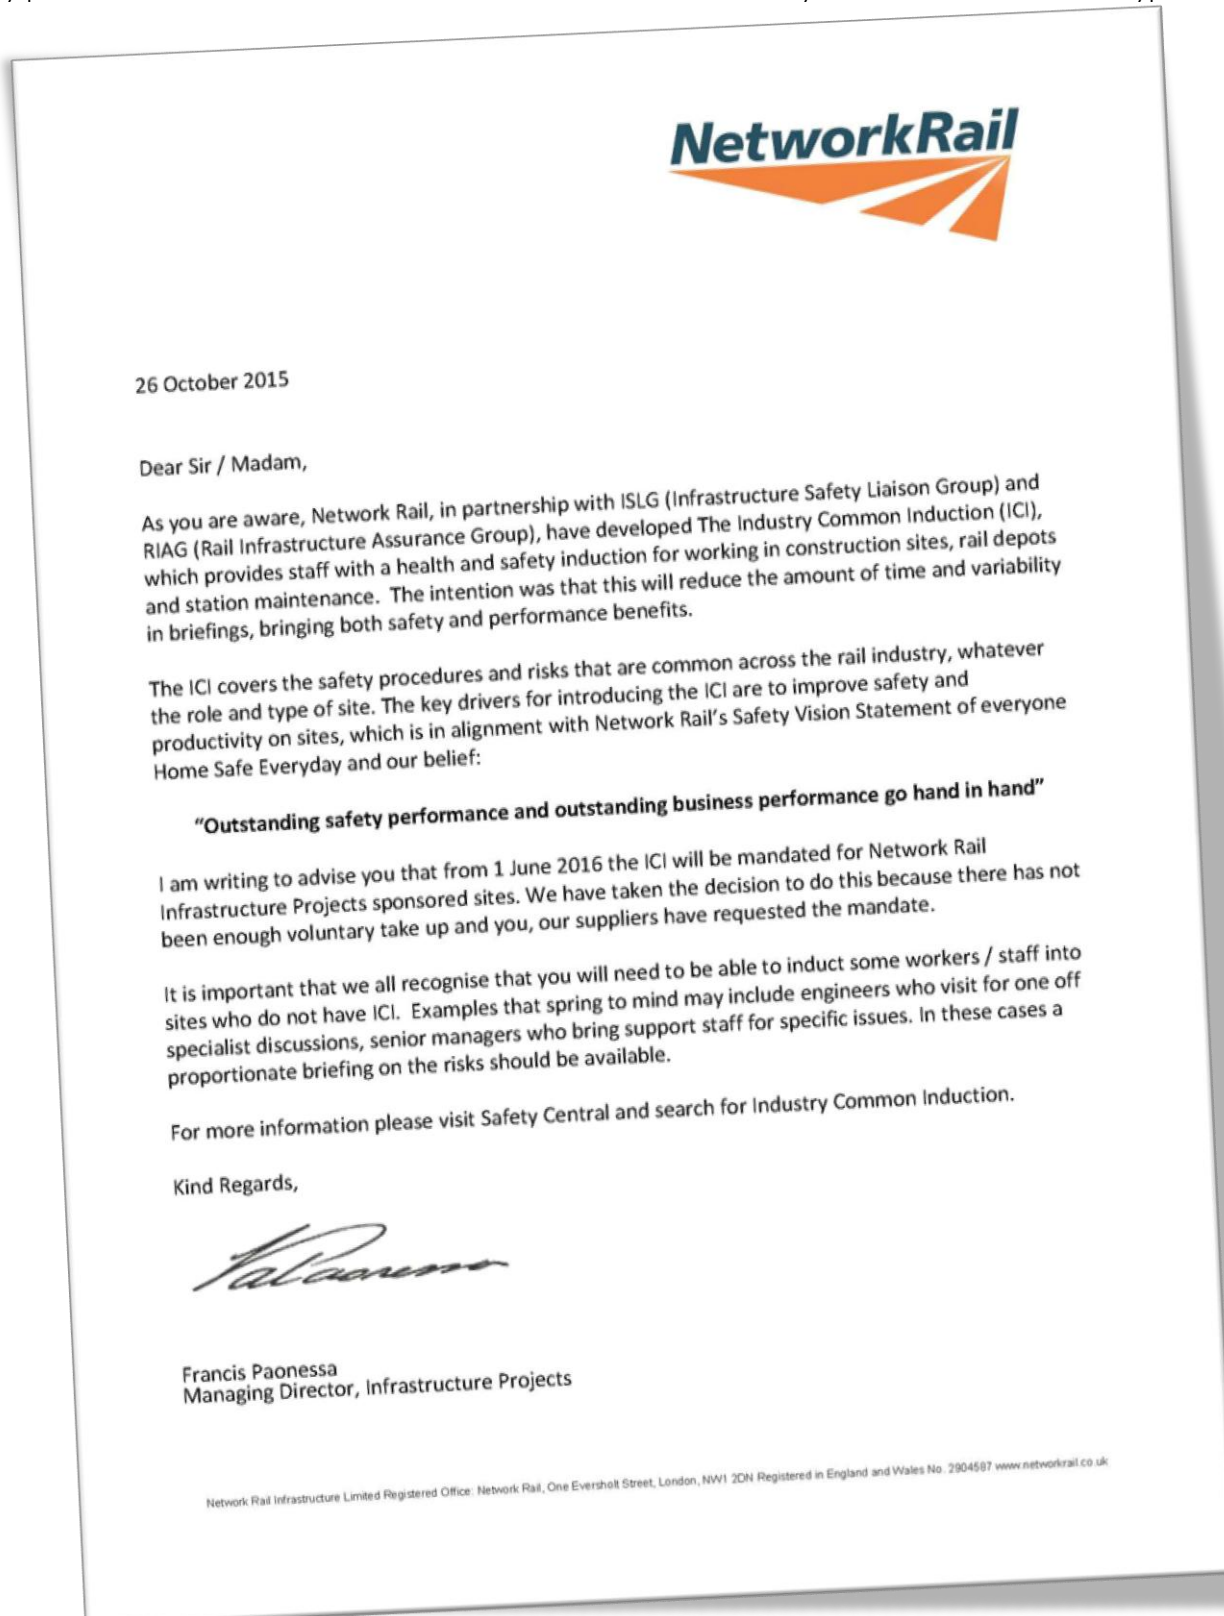 NetworkRail
26 October 2015
Dear Sir / Madam,
As you are aware, Network Rail, in partnership with ISLG (Infrastructure Safety Liaison Group) and
RIAG (Rail Infrastructure Assurance Group), have developed The Industry Common Induction (ICI),
which provides staff with a health and safety induction for working in construction sites, rail depots
and station maintenance.  The intention was that this will reduce the amount of time and variability
in briefings, bringing both safety and performance benefits.
The ICI covers the safety procedures and risks that are common across the rail industry, whatever
the role and type of site. The key drivers for introducing the ICI are to improve safety and
productivity on sites, which is in alignment with Network Rail's Safety Vision Statement of everyone
Home Safe Everyday and our belief:
"Outstanding safety performance and outstanding business performance go hand in hand"
I am writing to advise you that from 1 June 2016 the ICI will be mandated for Network Rail
Infrastructure Projects sponsored sites. We have taken the decision to do this because there has not
been enough voluntary take up and you, our suppliers have requested the mandate.
It is important that we all recognise that you will need to be able to induct some workers / staff into
sites who do not have ICI.  Examples that spring to mind may include engineers who visit for one off
specialist discussions, senior managers who bring support staff for specific issues. In these cases a
proportionate briefing on the risks should be available.
For more information please visit Safety Central and search for Industry Common Induction.
Kind Regards,
Francis Paonessa
Managing Director, Infrastructure Projects
Network Rail Infrastructure Limited Registered Office: Network Rail, One Eversholt Street, London, NW1 2DN Registered in England and Wales No. 2904587 www.networkrail.co.uk